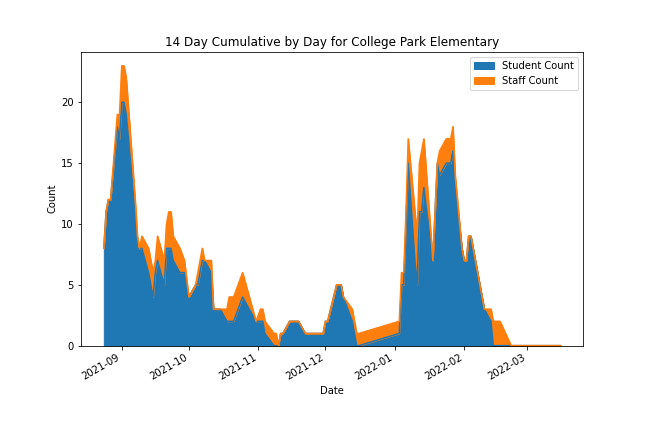 14 Day Cumulative by Day for College Park Elementary
Student Count
Staff Count
Count
20
15
10
5
0
2021-09
2021-10
2021-11
2021-12
2022-01
2022-02
2022-03
Date